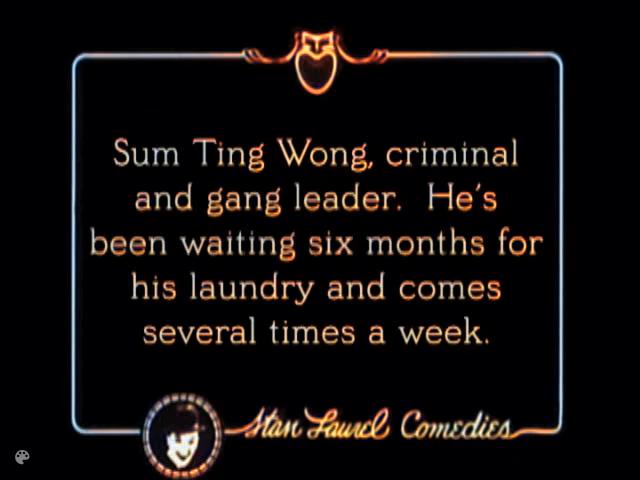 Sum Ting Wong, criminal
and gang leader. He's
been waiting six months for
his laundry and comes
several times a week.
Stan Laurel Comedies